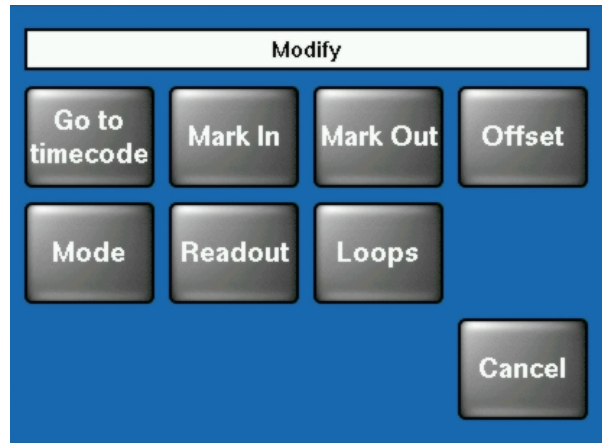 Modify
Go to
timecode
Mark In
Mark Out
Offset
Mode
Readout
Loops
Cancel